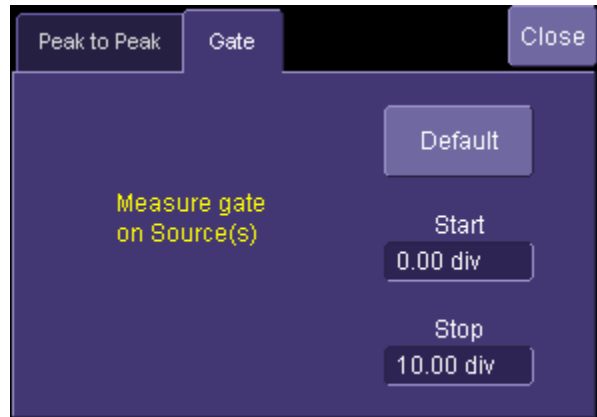 Peak to Peak
Gate
Close
Default
Measure gate
on Source(s)
Start
0.00 div
Stop
10.00 div